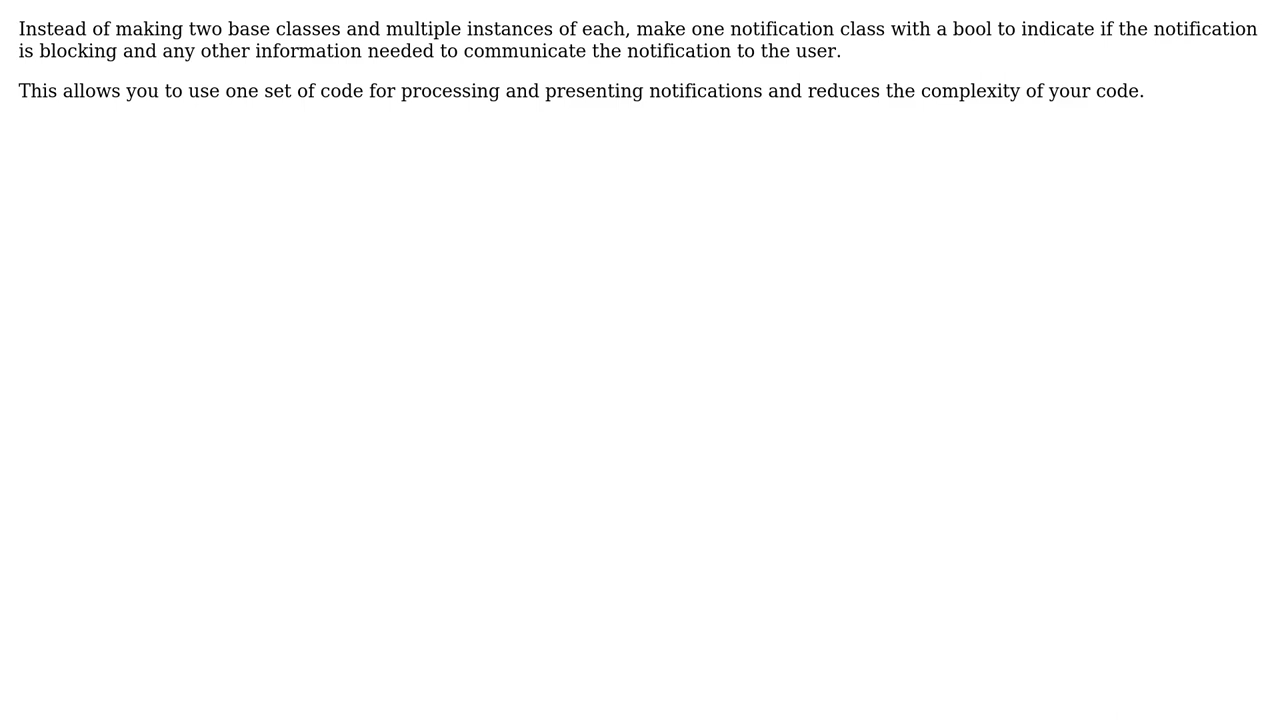 Instead of making two base classes and multiple instances of each, make one notification class with a bool to indicate if the notification
is blocking and any other information needed to communicate the notification to the user.
This allows you to use one set of code for processing and presenting notifications and reduces the complexity of your code.